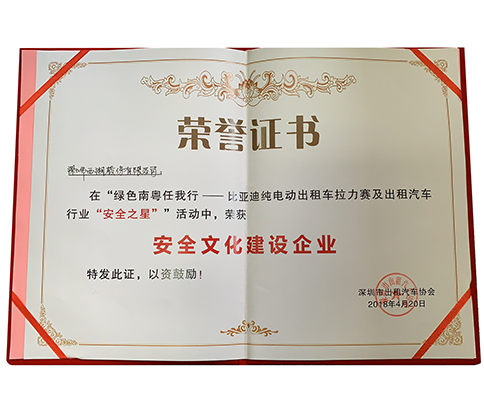 荣誉证书
在“绿色南粤任我行——比亚迪纯电动出租车拉力赛及出租汽车
行业“安全之星””活动中，荣获
安全文化建设企业
特发此证，以资鼓励！
深圳市出租汽车协会
2018年4月20日